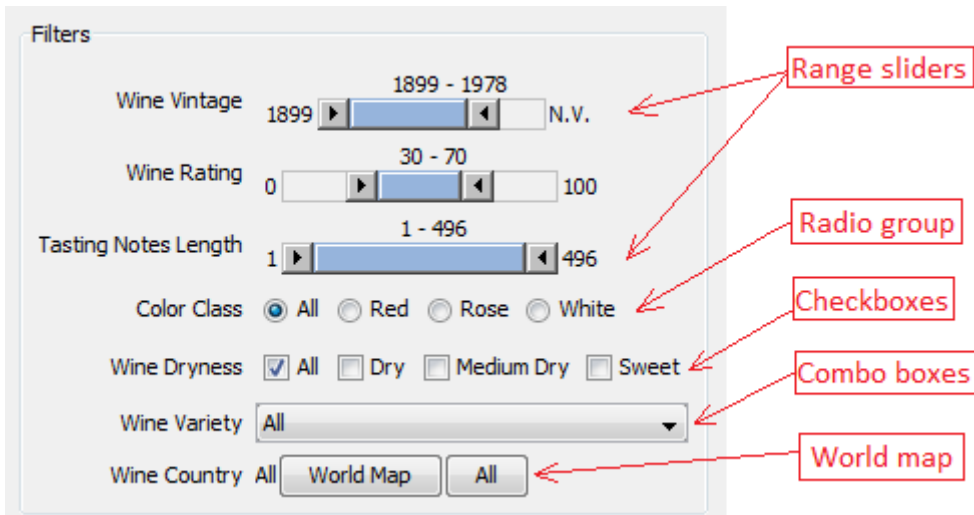 Filters
1899 - 1978
Wine Vintage 1899 N.V.
30 - 70
Wine Rating 0 100
1 - 496
Tasting Notes Length 1 496
Color Class All Red Rose White
Wine Dryness All Dry Medium Dry Sweet
Wine Variety All
Wine Country All World Map All
Range sliders
Radio group
Checkboxes
Combo boxes
World map